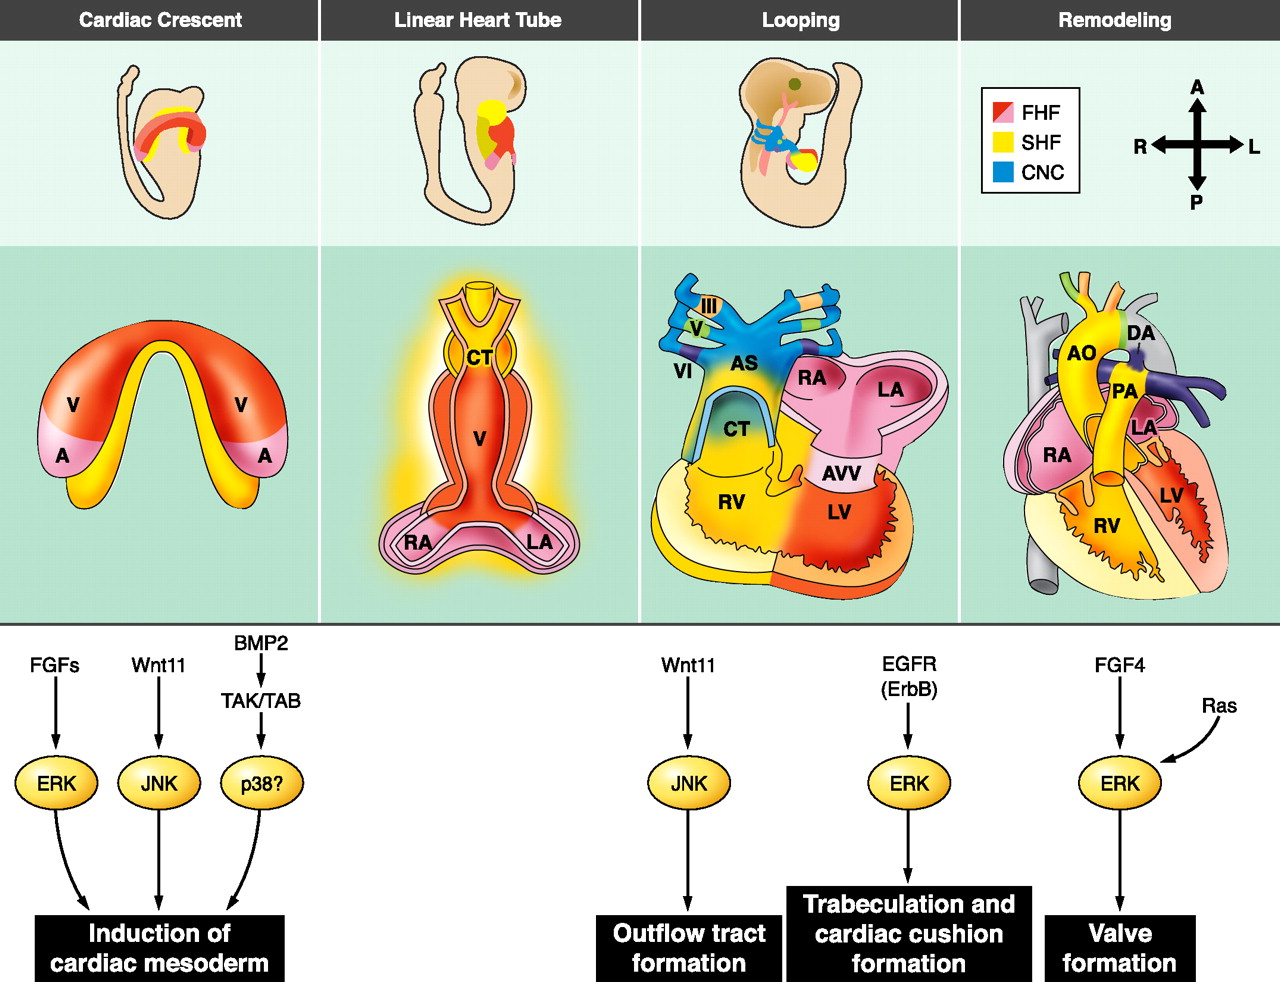 Cardiac Crescent
Linear Heart Tube
Looping
Remodeling
FHF
SHF
CNC
A
R
L
P
V
V
A
A
CT
V
RA
LA
III
V
VI
AS
RA
LA
CT
AVV
RV
LV
AO
DA
PA
LA
RA
LV
RV
FGFs
Wnt11
BMP2
TAK/TAB
ERK
JNK
p38?
Induction of
cardiac mesoderm
Wnt11
JNK
Outflow tract
formation
EGFR
(ErbB)
ERK
Trabeculation and
cardiac cushion
formation
FGF4
Ras
ERK
Valve
formation